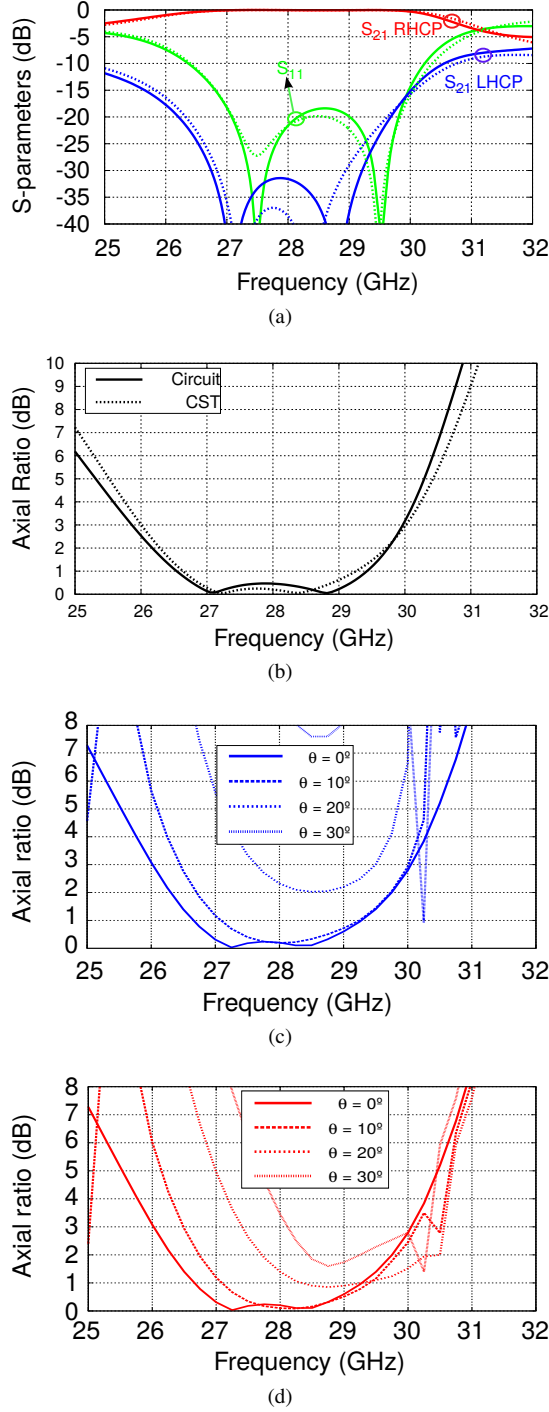 0
-5
-10
-15
-20
-25
-30
-35
-40
S-parameters (dB)
S21 RHCP
S11
S21 LHCP
25 26 27 28 29 30 31 32
Frequency (GHz)
(a)
10
9
8
7
6
5
4
3
2
1
0
Axial Ratio (dB)
Circuit
CST
25 26 27 28 29 30 31 32
Frequency (GHz)
(b)
8
7
6
5
4
3
2
1
0
Axial ratio (dB)
θ = 0º
θ = 10º
θ = 20º
θ = 30º
25 26 27 28 29 30 31 32
Frequency (GHz)
(c)
8
7
6
5
4
3
2
1
0
Axial ratio (dB)
θ = 0º
θ = 10º
θ = 20º
θ = 30º
25 26 27 28 29 30 31 32
Frequency (GHz)
(d)